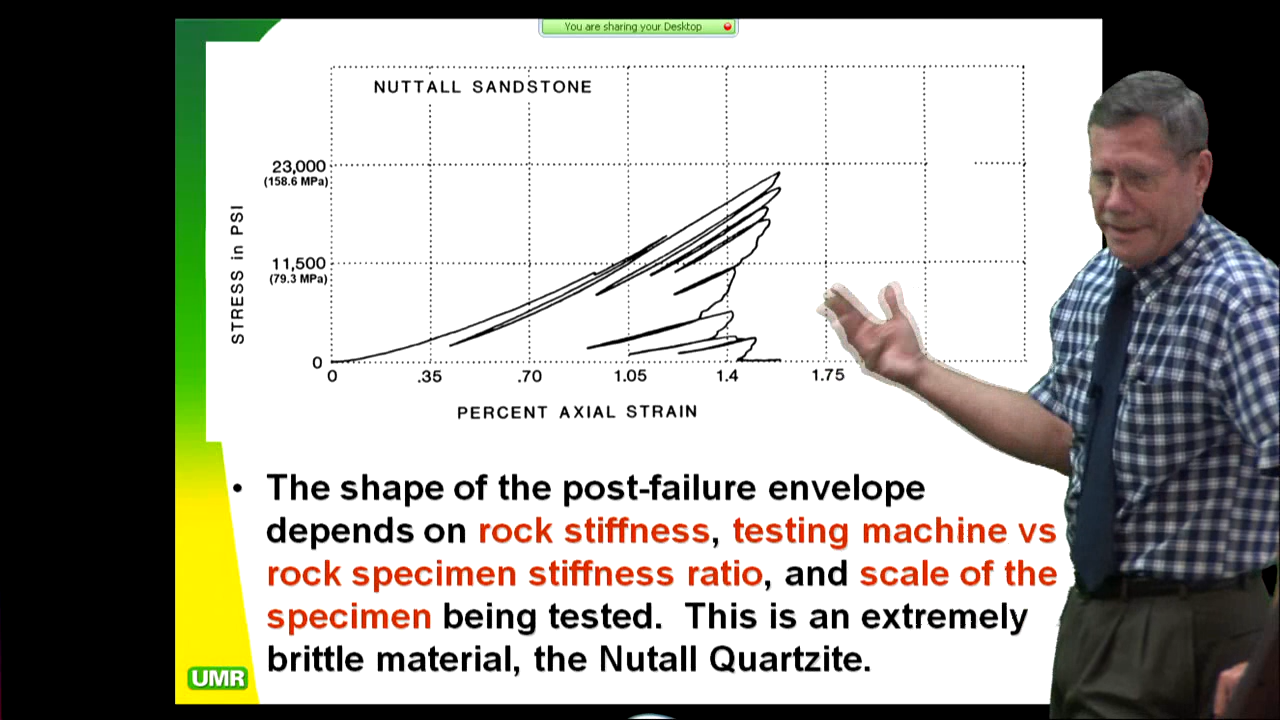 You are sharing your Desktop
NUTTALL SANDSTONE
23,000
(158.6 MPa)
11,500
(79.3 MPa)
0
STRESS in PSI
0 .35 .70 1.05 1.4 1.75
PERCENT AXIAL STRAIN
• The shape of the post-failure envelope
depends on rock stiffness, testing machine vs
rock specimen stiffness ratio, and scale of the
specimen being tested. This is an extremely
brittle material, the Nutall Quartzite.
UMR